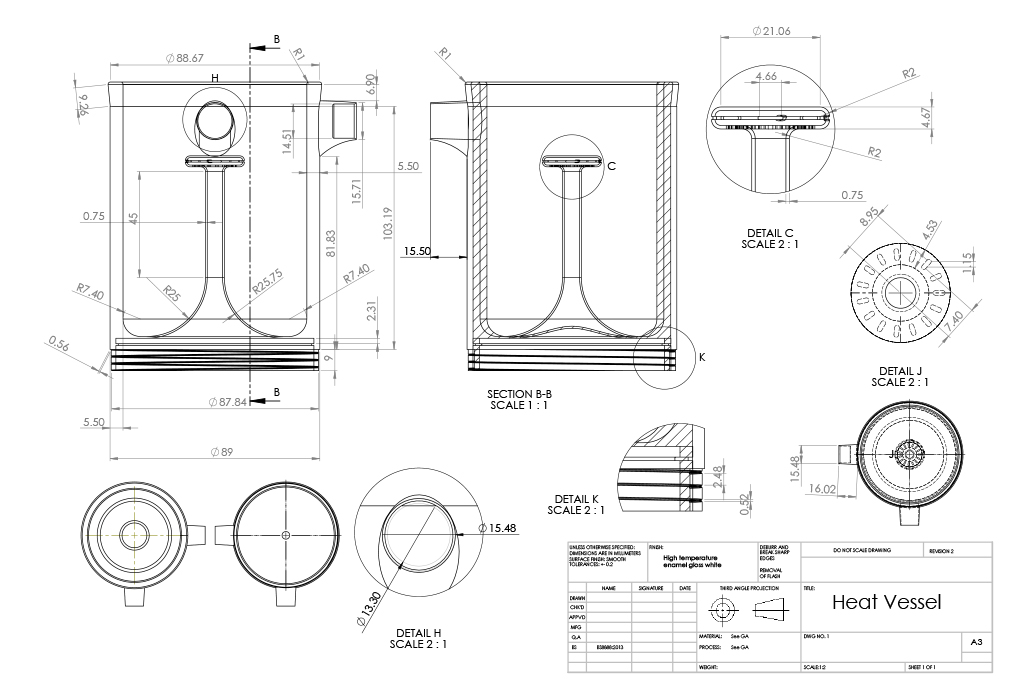 B
⌀88.67
R1
H
6.90
9.26
14.51
15.71
5.50
103.19
81.83
0.75
45
R7.40
R25
R25.75
R7.40
2.31
0.56
9
B
⌀87.84
5.50
⌀89
R1
C
15.50
K
SECTION B-B
SCALE 1 : 1
⌀21.06
4.66
R2
4.67
R2
0.75
DETAIL C
SCALE 2 : 1
8.95
4.53
1.15
7.40
DETAIL J
SCALE 2 : 1
J
15.48
16.02
2.48
0.52
DETAIL K
SCALE 2 : 1
⌀15.48
⌀13.30
DETAIL H
SCALE 2 : 1
UNLESS OTHERWISE SPECIFIED:
DIMENSIONS ARE IN MILLIMETERS
SURFACE FINISH: SMOOTH
TOLERANCES: +- 0.2
FINISH:
High temperature
enamel gloss white
DEBURR AND
BREAK SHARP
EDGES
REMOVAL
OF FLASH
DO NOT SCALE DRAWING
REVISION 2
NAME
SIGNATURE
DATE
THIRD ANGLE PROJECTION
TITLE:
Heat Vessel
DRAWN
CHK'D
APPV'D
MFG
Q.A
BS
BS8888:2013
MATERIAL: See GA
PROCESS: See GA
WEIGHT:
DWG NO. 1
A3
SCALE:1:2
SHEET 1 OF 1